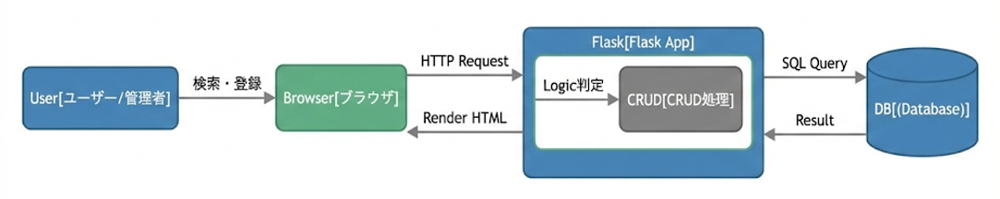 User[ユーザー/管理者]
検索・登録
Browser[ブラウザ]
HTTP Request
Render HTML
Flask[Flask App]
Logic判定
CRUD[CRUD処理]
SQL Query
Result
DB[(Database)]